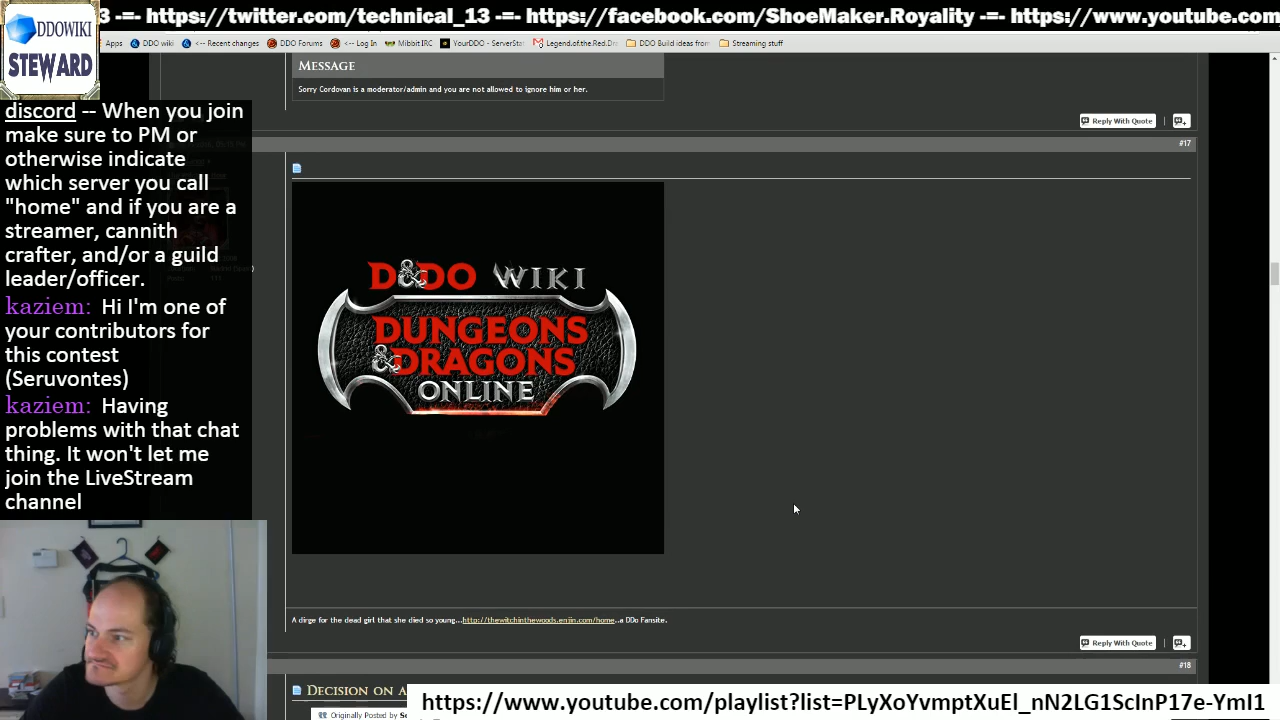 3 -=- https://twitter.com/technical_13 -=- https://facebook.com/ShoeMaker.Royality -=- https://www.youtube.com
DDOWIKI
STEWARD
Apps DDO wiki <-- Recent changes DDO Forums <-- Log In Mibbit IRC YourDDO - ServerStat Legend.of.the.Red.Dra DDO Build ideas from Streaming stuff
MESSAGE
Sorry Cordovan is a moderator/admin and you are not allowed to ignore him or her.
Reply With Quote
#17
discord -- When you join
make sure to PM or
otherwise indicate
which server you call
"home" and if you are a
streamer, cannith
crafter, and/or a guild
leader/officer.
kaziem: Hi I'm one of
your contributors for
this contest
(Seruvontes)
kaziem: Having
problems with that chat
thing. It won't let me
join the LiveStream
channel
D&DO WIKI
DUNGEONS
& DRAGONS
ONLINE
A dirge for the dead girl that she died so young...http://thewitchinthewoods.enjin.com/home..a DDo Fansite.
Reply With Quote
#18
DECISION ON A
Originally Posted by Se
https://www.youtube.com/playlist?list=PLyXoYvmptXuEl_nN2LG1ScInP17e-YmI1